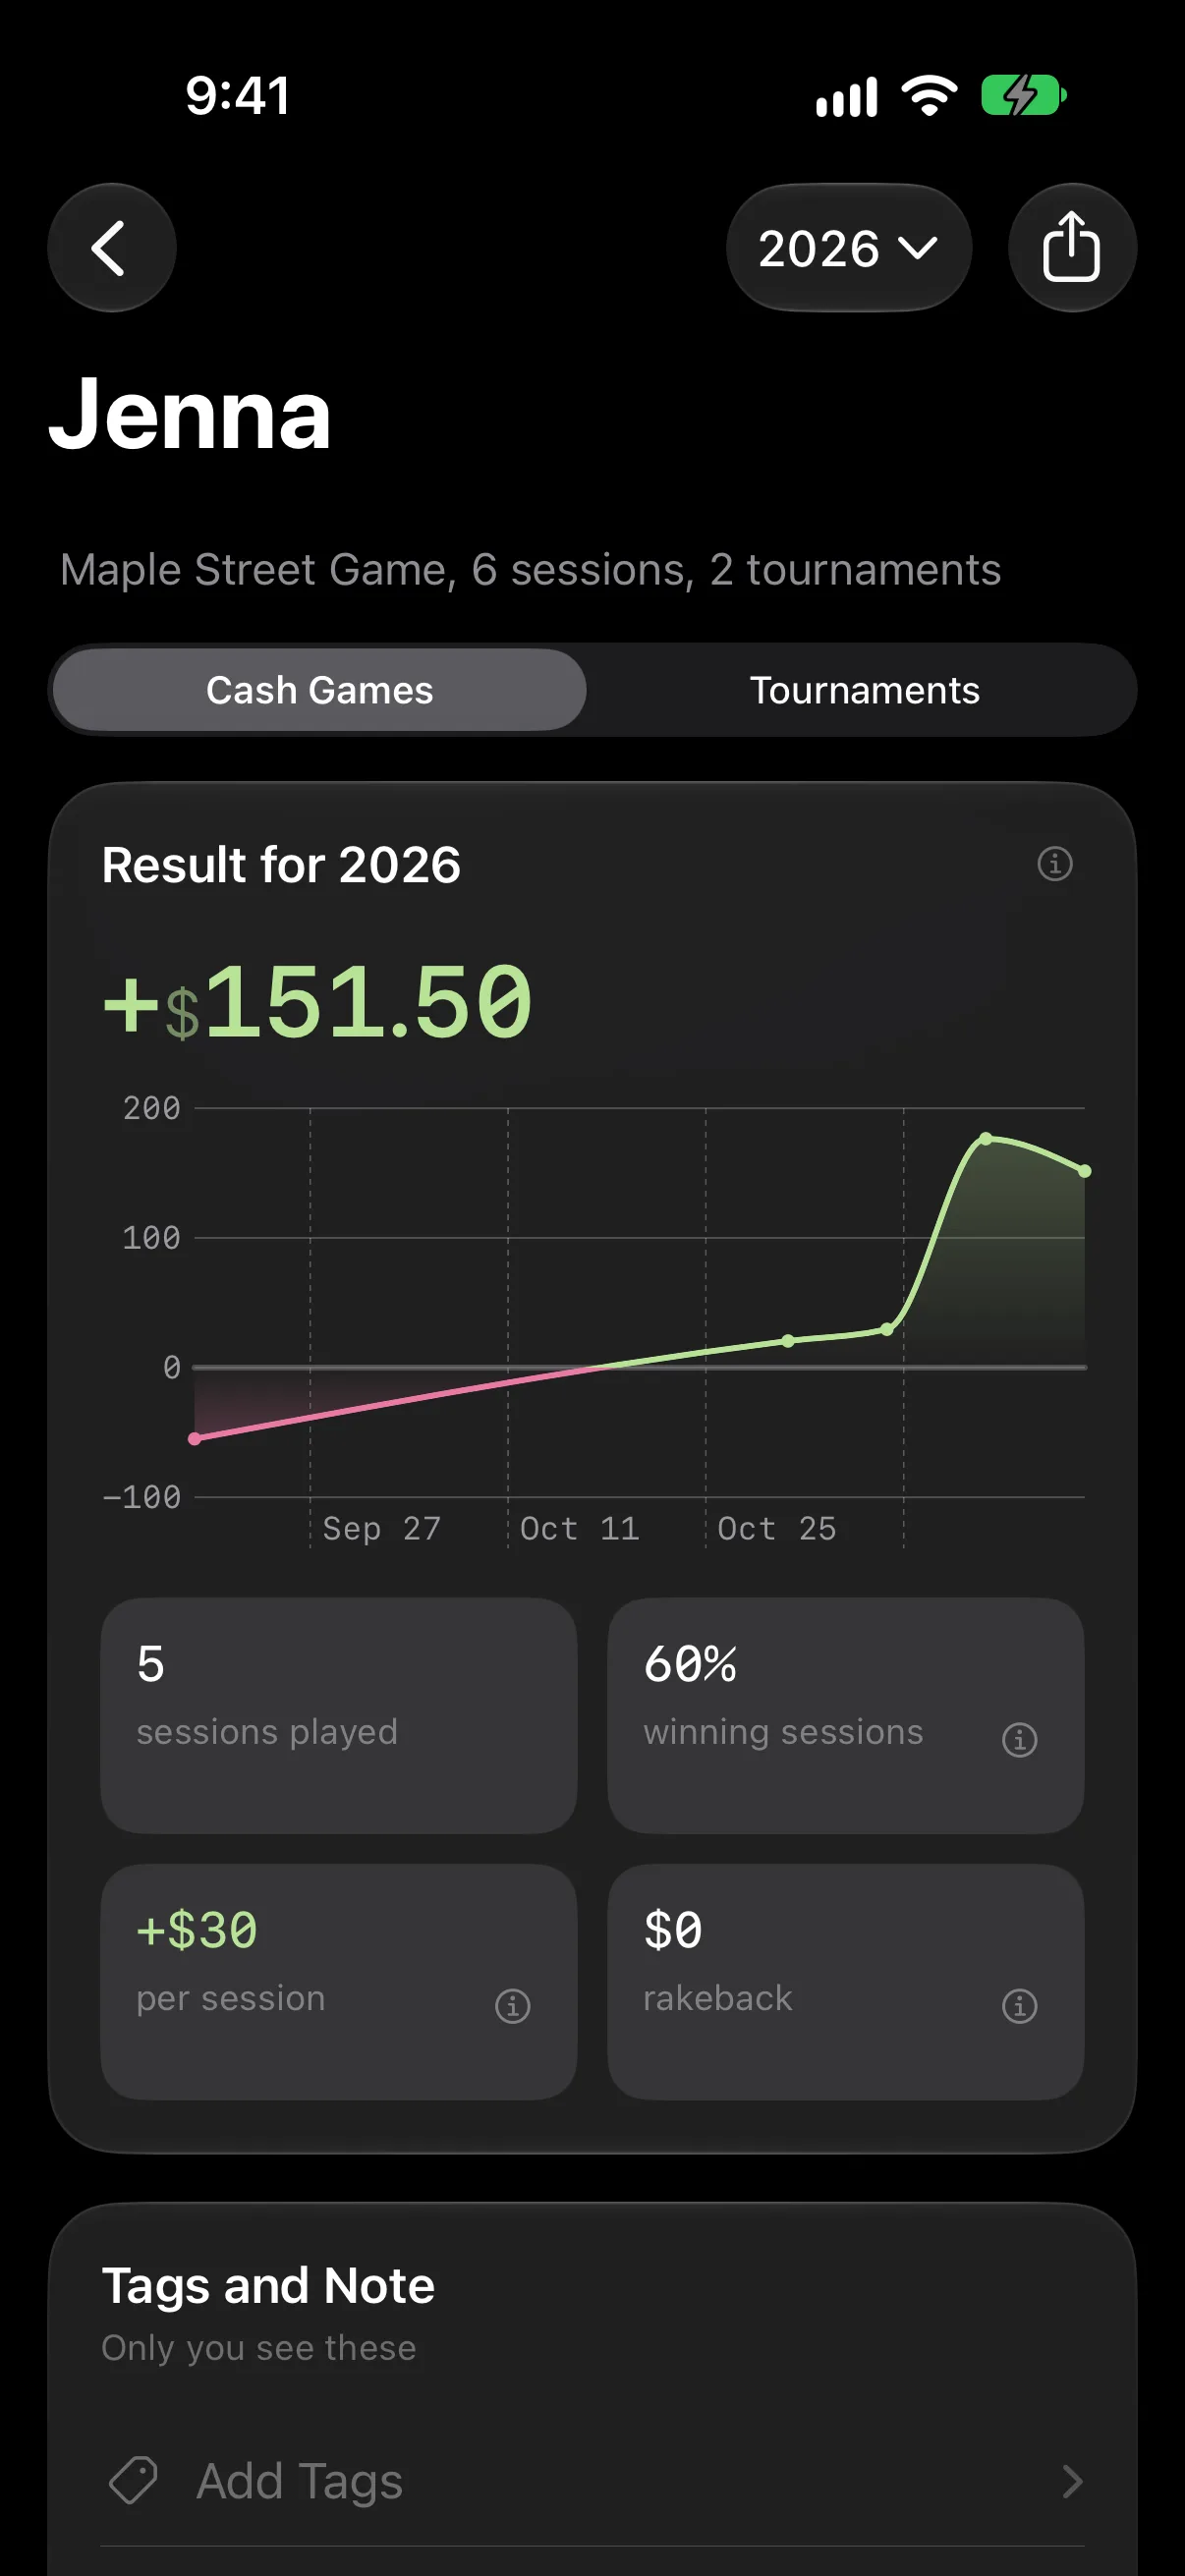 9:41
2026
Jenna
Maple Street Game, 6 sessions, 2 tournaments
Cash Games
Tournaments
Result for 2026
+$151.50
200
100
0
−100
Sep 27
Oct 11
Oct 25
5
sessions played
60%
winning sessions
+$30
per session
$0
rakeback
Tags and Note
Only you see these
Add Tags